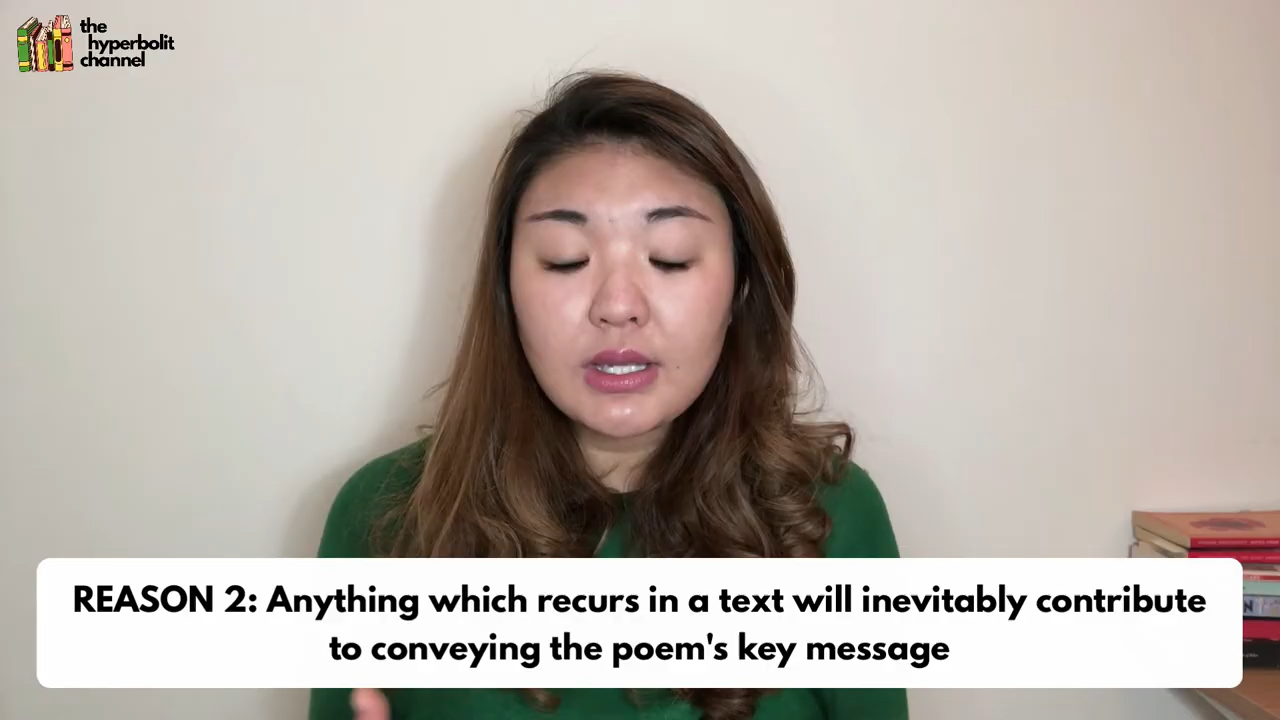 the
hyperbolit
channel
REASON 2: Anything which recurs in a text will inevitably contribute
to conveying the poem's key message